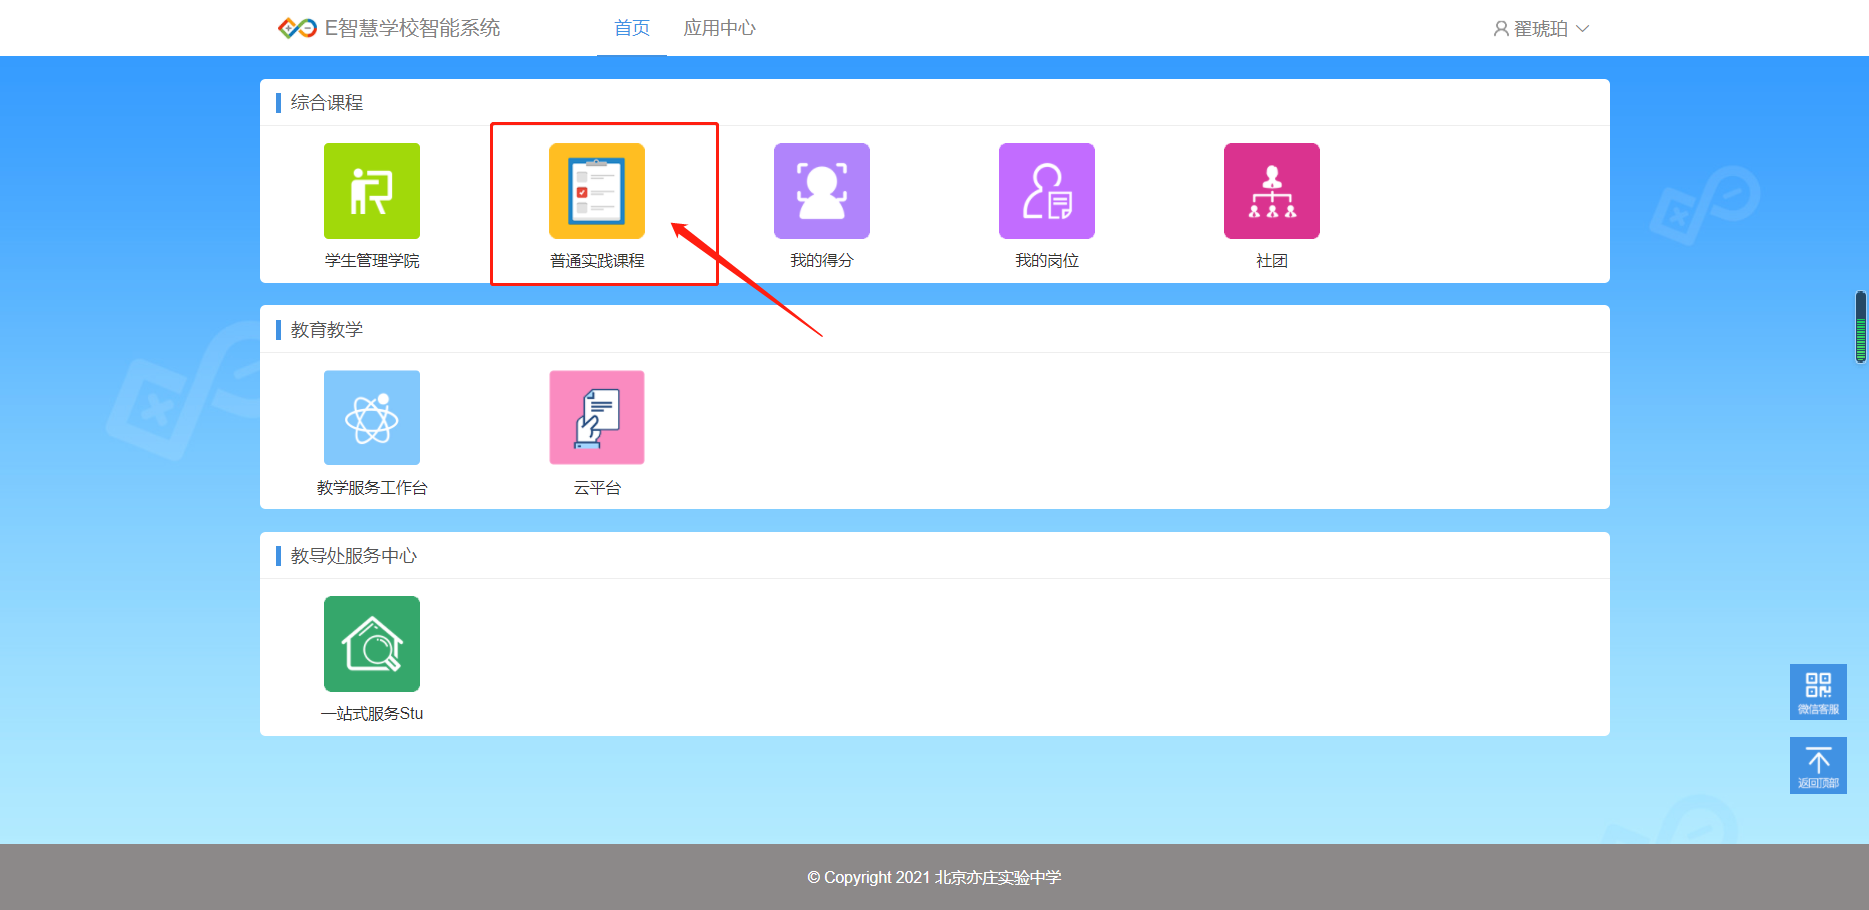 E智慧学校智能系统 首页 应用中心 翟琥珀
综合课程
学生管理学院 普通实践课程 我的得分 我的岗位 社团
教育教学
教学服务工作台 云平台
教导处服务中心
一站式服务Stu
微信客服
返回顶部
© Copyright 2021 北京亦庄实验中学